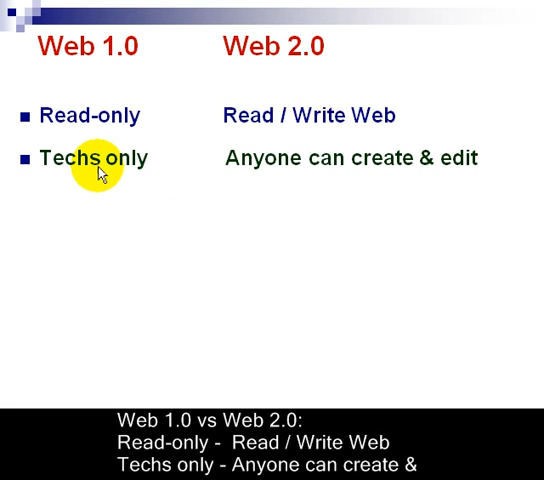 Web 1.0 Web 2.0
Read-only Read / Write Web
Techs only Anyone can create & edit
Web 1.0 vs Web 2.0:
Read-only - Read / Write Web
Techs only - Anyone can create &